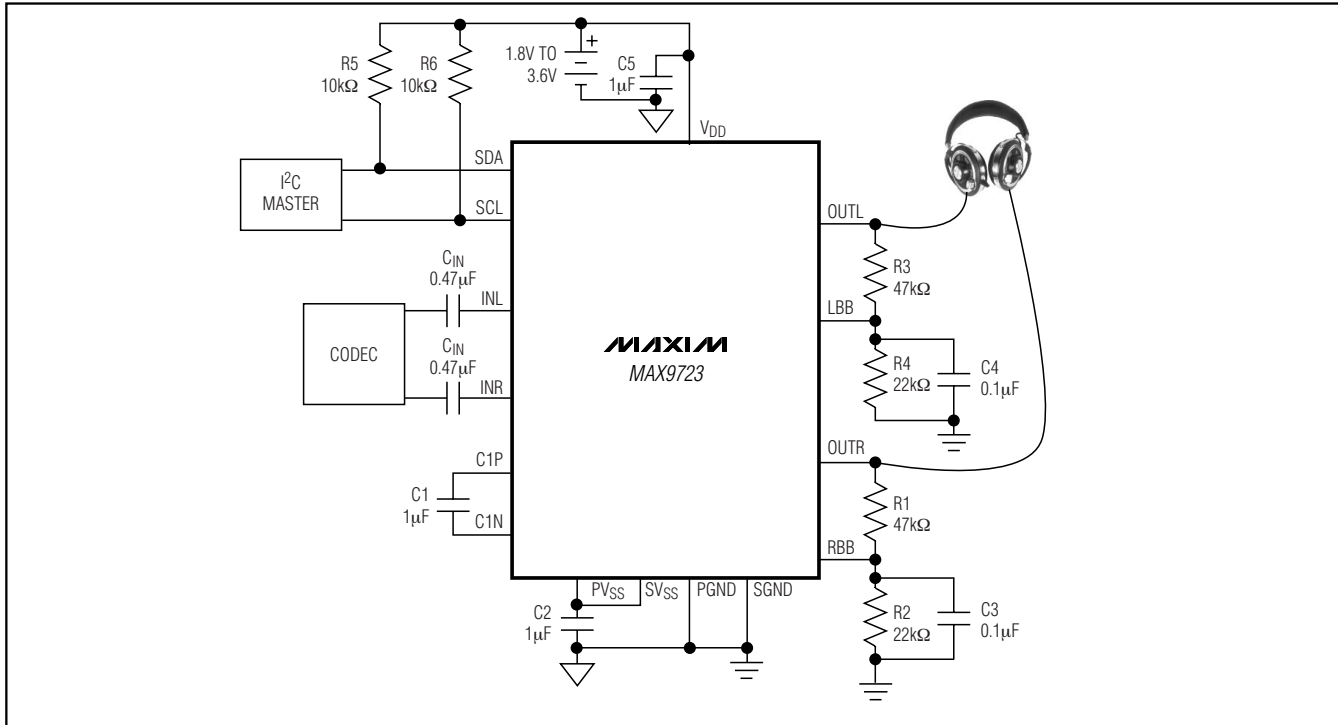 R5
10kΩ
R6
10kΩ
1.8V TO
3.6V
+
C5
1µF
VDD
SDA
I2C
MASTER
SCL
CIN
0.47µF
INL
CODEC
CIN
0.47µF
INR
C1P
C1
1µF
C1N
MAXIM
MAX9723
OUTL
R3
47kΩ
LBB
R4
22kΩ
C4
0.1µF
OUTR
R1
47kΩ
RBB
R2
22kΩ
C3
0.1µF
PVSS
SVSS
PGND
SGND
C2
1µF